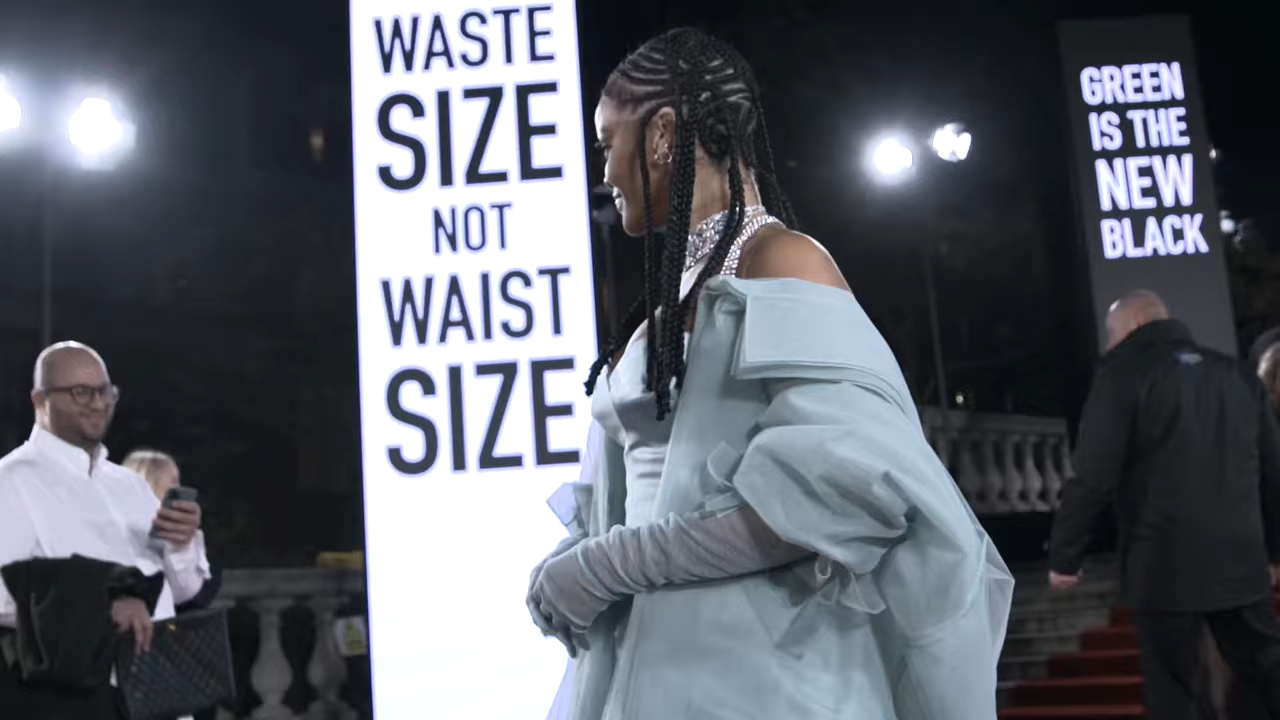 WASTE
SIZE
NOT
WAIST
SIZE
GREEN
IS THE
NEW
BLACK